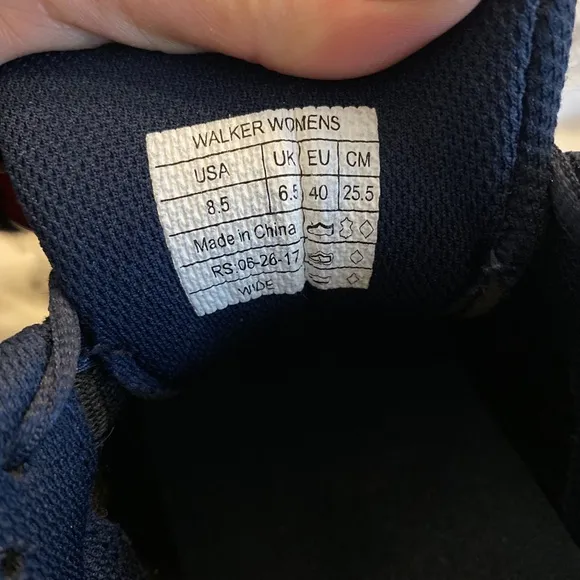 WALKER WOMENS
USA UK EU CM
8.5 6.5 40 25.5
Made in China
RS:06-26-17
WIDE